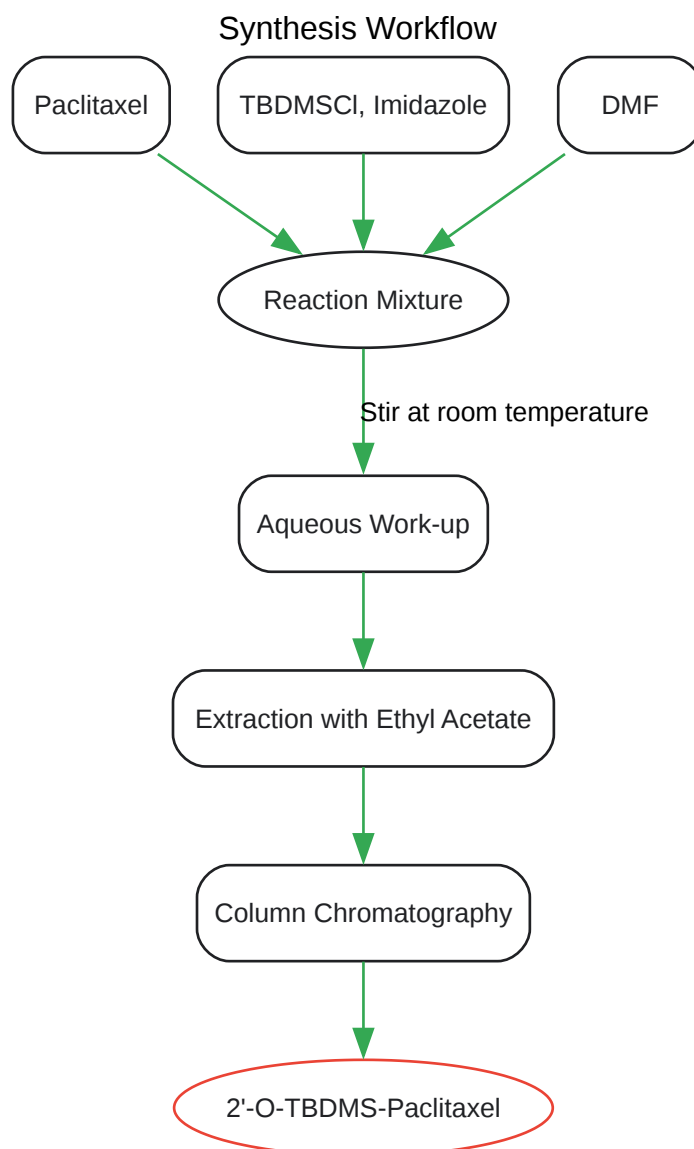 Synthesis Workflow
Paclitaxel
TBDMSCl, Imidazole
DMF
Reaction Mixture
Stir at room temperature
Aqueous Work-up
Extraction with Ethyl Acetate
Column Chromatography
2'-O-TBDMS-Paclitaxel